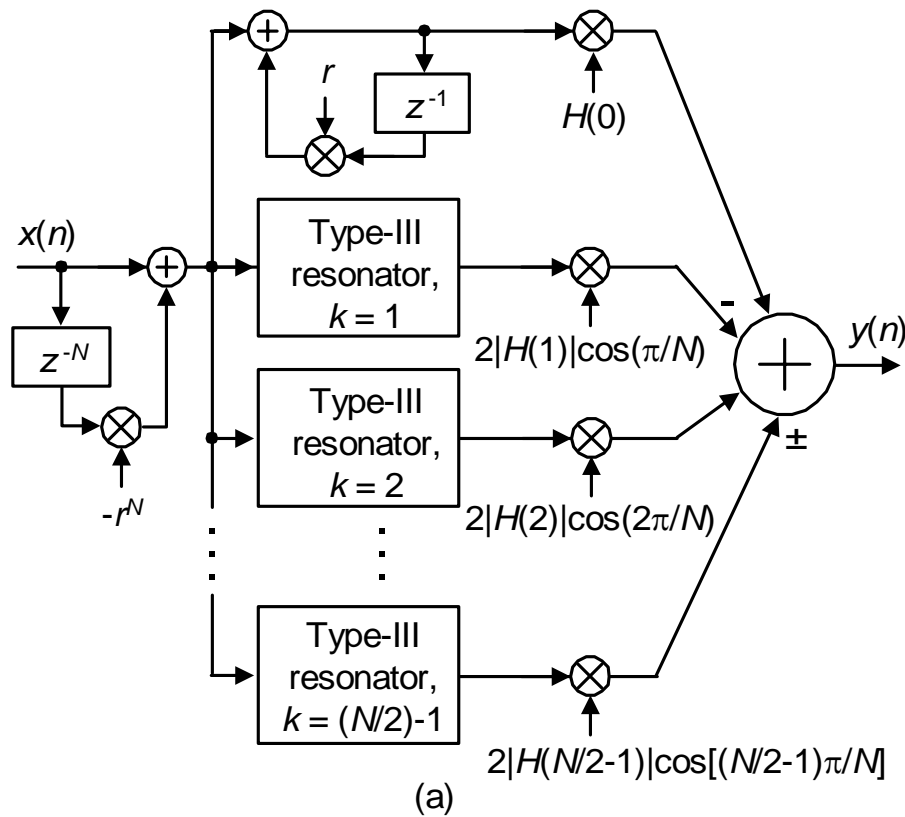 r
z⁻¹
H(0)
x(n)
Type-III
resonator,
k = 1
-
2|H(1)|cos(π/N)
y(n)
z⁻ᴺ
Type-III
resonator,
k = 2
±
-rᴺ
2|H(2)|cos(2π/N)
Type-III
resonator,
k = (N/2)-1
2|H(N/2-1)|cos[(N/2-1)π/N]
(a)